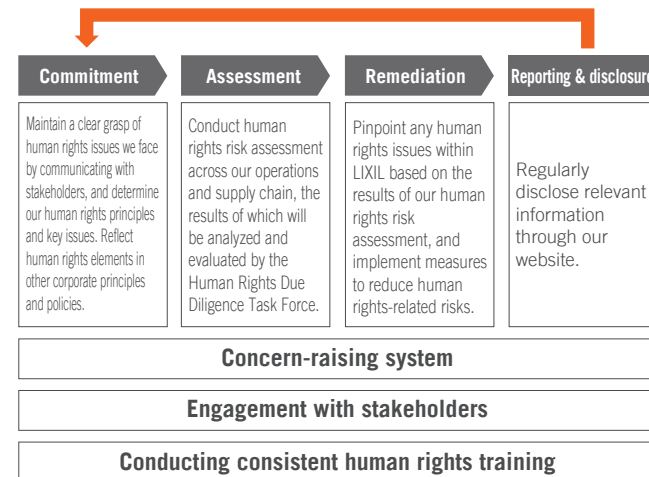 Commitment
Assessment
Remediation
Reporting & disclosure
Maintain a clear grasp of
human rights issues we face
by communicating with
stakeholders, and determine
our human rights principles
and key issues. Reflect
human rights elements in
other corporate principles
and policies.
Conduct human
rights risk assessment
across our operations
and supply chain, the
results of which will
be analyzed and
evaluated by the
Human Rights Due
Diligence Task Force.
Pinpoint any human
rights issues within
LIXIL based on the
results of our human
rights risk
assessment, and
implement measures
to reduce human
rights-related risks.
Regularly
disclose relevant
information
through our
website.
Concern-raising system
Engagement with stakeholders
Conducting consistent human rights training